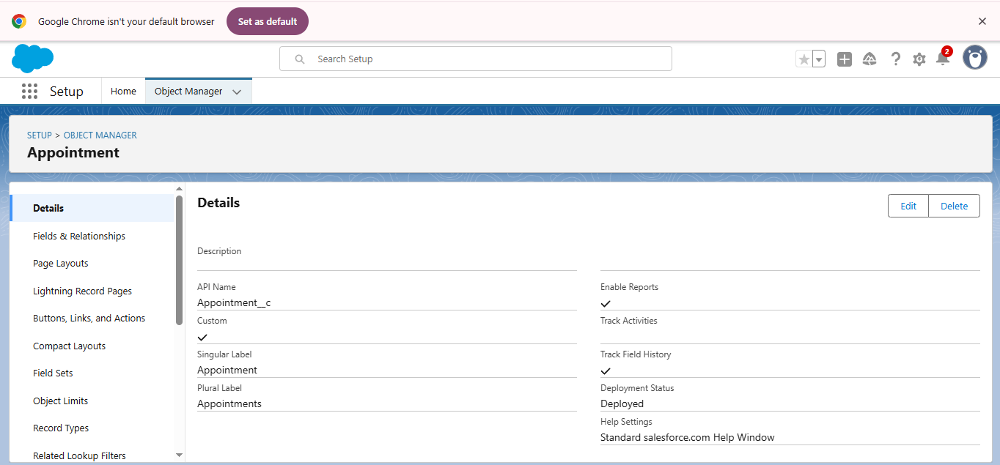 Google Chrome isn't your default browser
Set as default
Search Setup
2
Setup
Home
Object Manager
SETUP > OBJECT MANAGER
Appointment
Details
Fields & Relationships
Page Layouts
Lightning Record Pages
Buttons, Links, and Actions
Compact Layouts
Field Sets
Object Limits
Record Types
Related Lookup Filters
Details
Edit
Delete
Description
API Name
Appointment__c
Custom
Singular Label
Appointment
Plural Label
Appointments
Enable Reports
Track Activities
Track Field History
Deployment Status
Deployed
Help Settings
Standard salesforce.com Help Window